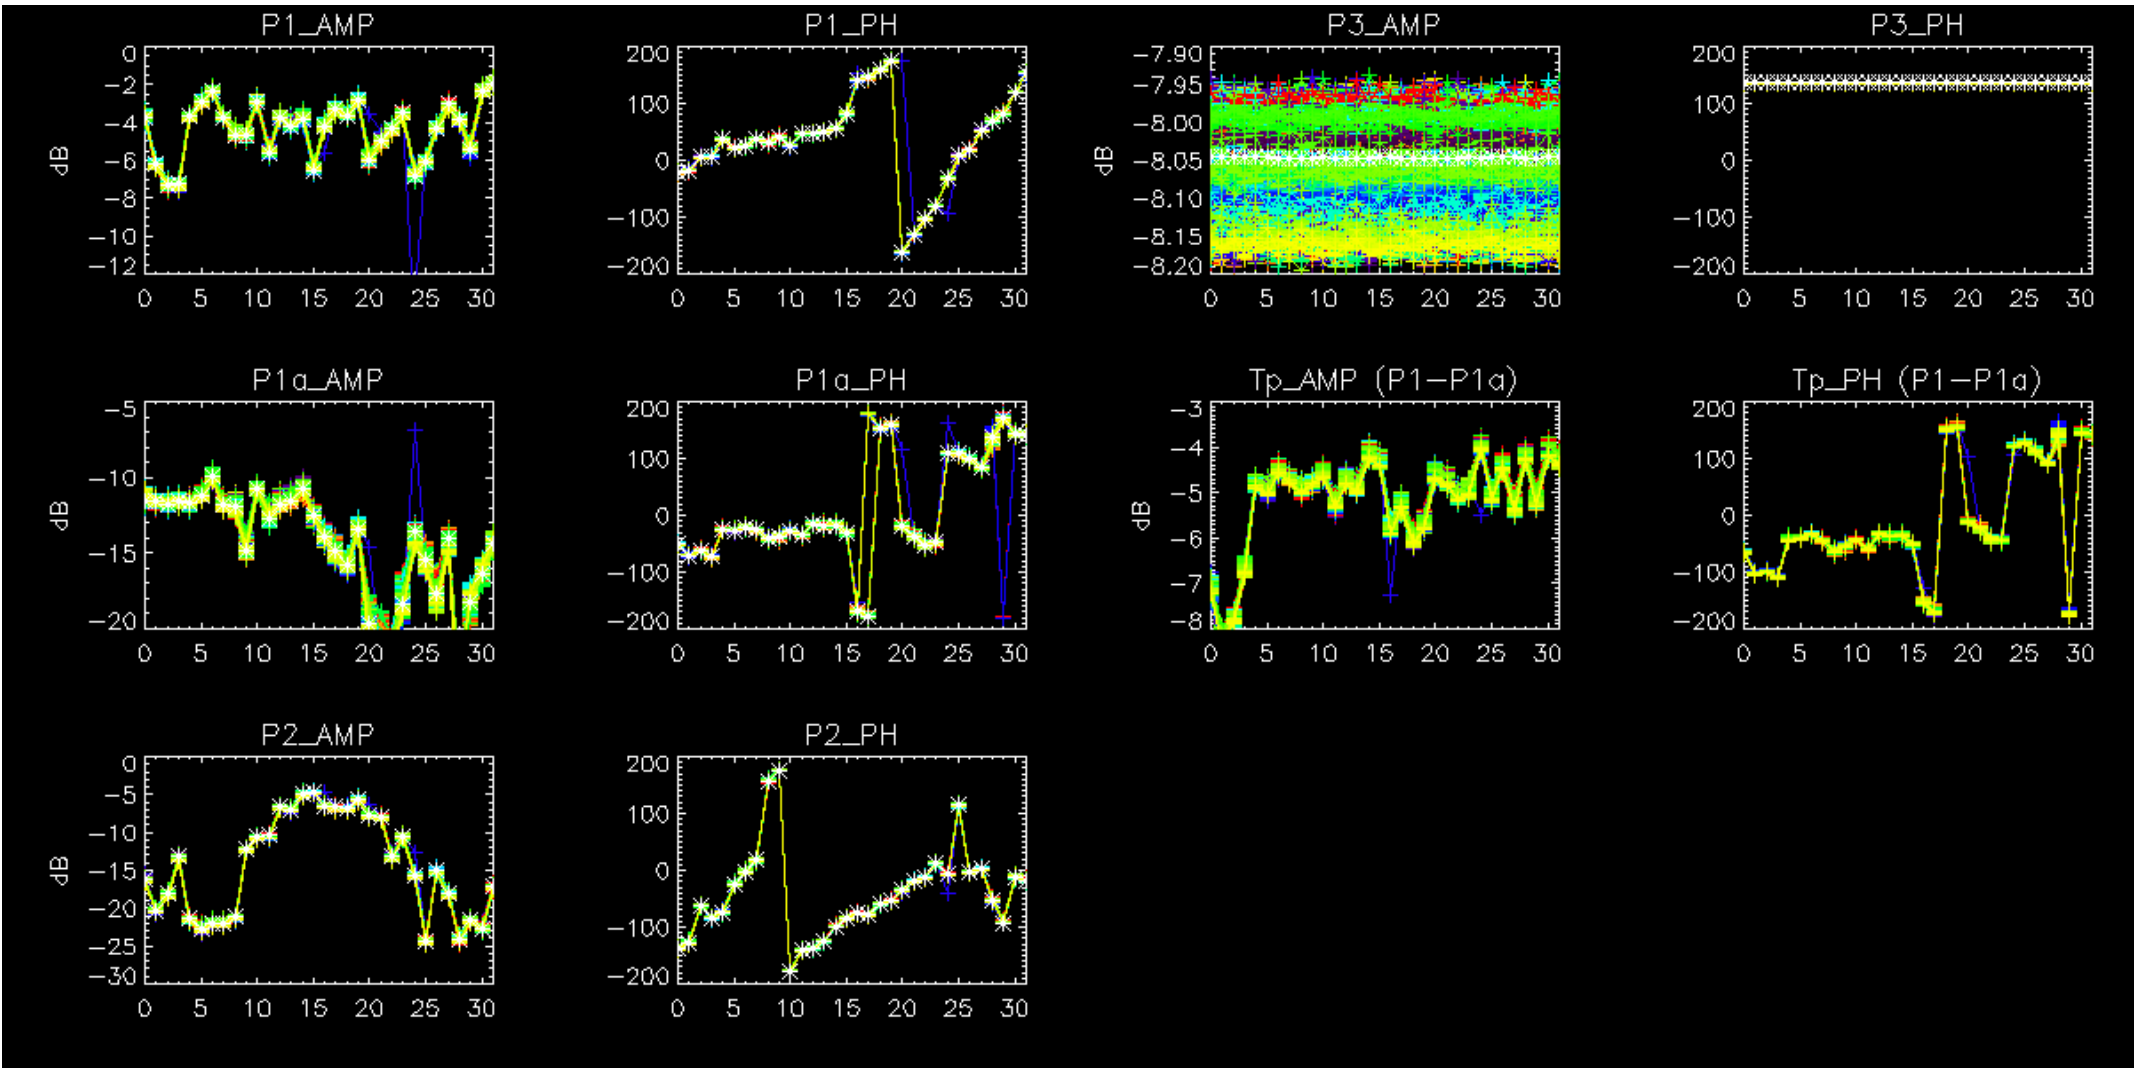 P1_AMP P1_PH P3_AMP P3_PH
0 200 −7.90 200
−2 100 −7.95 100
−4 0 −8.00 0
−6 −100 −8.05 −100
−8 −200 −8.10 −200
−10 −8.15
−12 −8.20
dB dB
0 5 10 15 20 25 30 0 5 10 15 20 25 30 0 5 10 15 20 25 30 0 5 10 15 20 25 30
P1a_AMP P1a_PH Tp_AMP (P1−P1a) Tp_PH (P1−P1a)
−5 200 −3 200
−10 100 −4 100
−15 0 −5 0
−20 −100 −6 −100
−200 −7 −200
−8
dB dB
0 5 10 15 20 25 30 0 5 10 15 20 25 30 0 5 10 15 20 25 30 0 5 10 15 20 25 30
P2_AMP P2_PH
0 200
−5 100
−10 0
−15 −100
−20 −200
−25
−30
dB
0 5 10 15 20 25 30 0 5 10 15 20 25 30